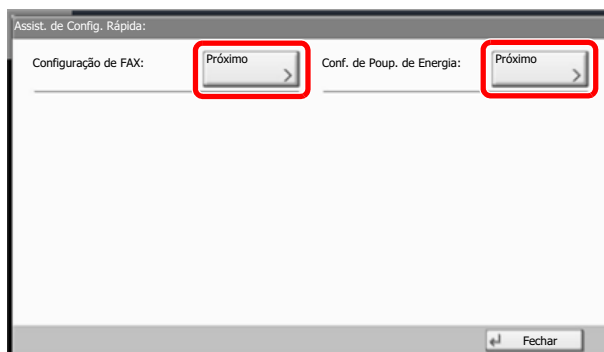 Assist. de Config. Rápida:
Configuração de FAX: Próximo Conf. de Poup. de Energia: Próximo
Fechar